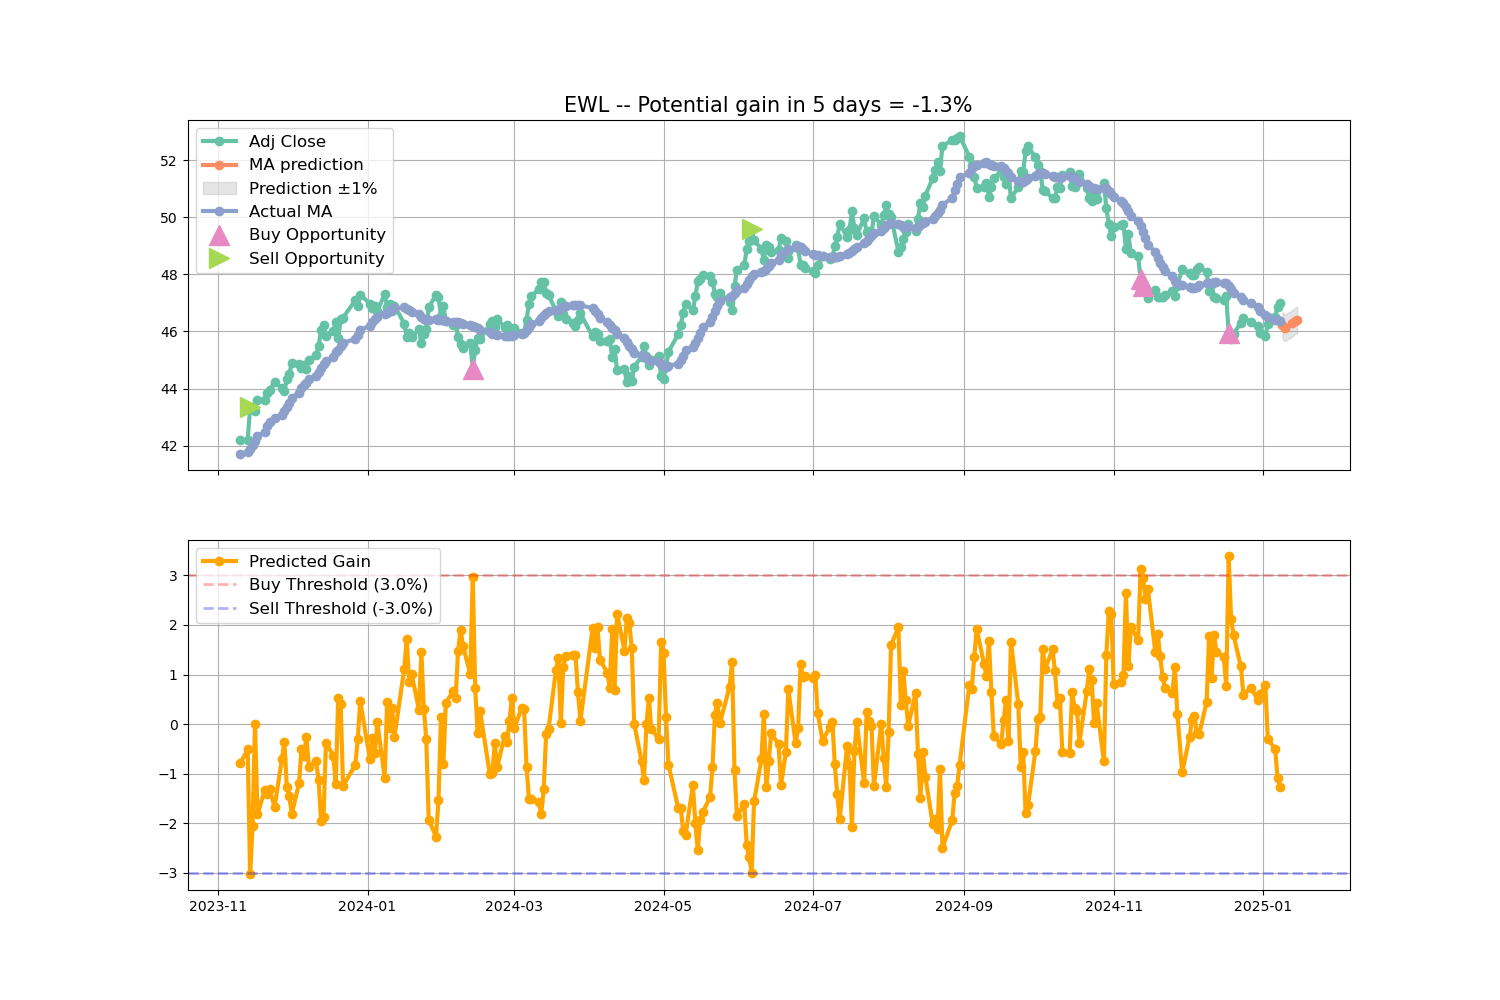 EWL -- Potential gain in 5 days = -1.3%
Adj Close
MA prediction
Prediction ±1%
Actual MA
Buy Opportunity
Sell Opportunity
52
50
48
46
44
42
Predicted Gain
Buy Threshold (3.0%)
Sell Threshold (-3.0%)
3
2
1
0
−1
−2
−3
2023-11 2024-01 2024-03 2024-05 2024-07 2024-09 2024-11 2025-01